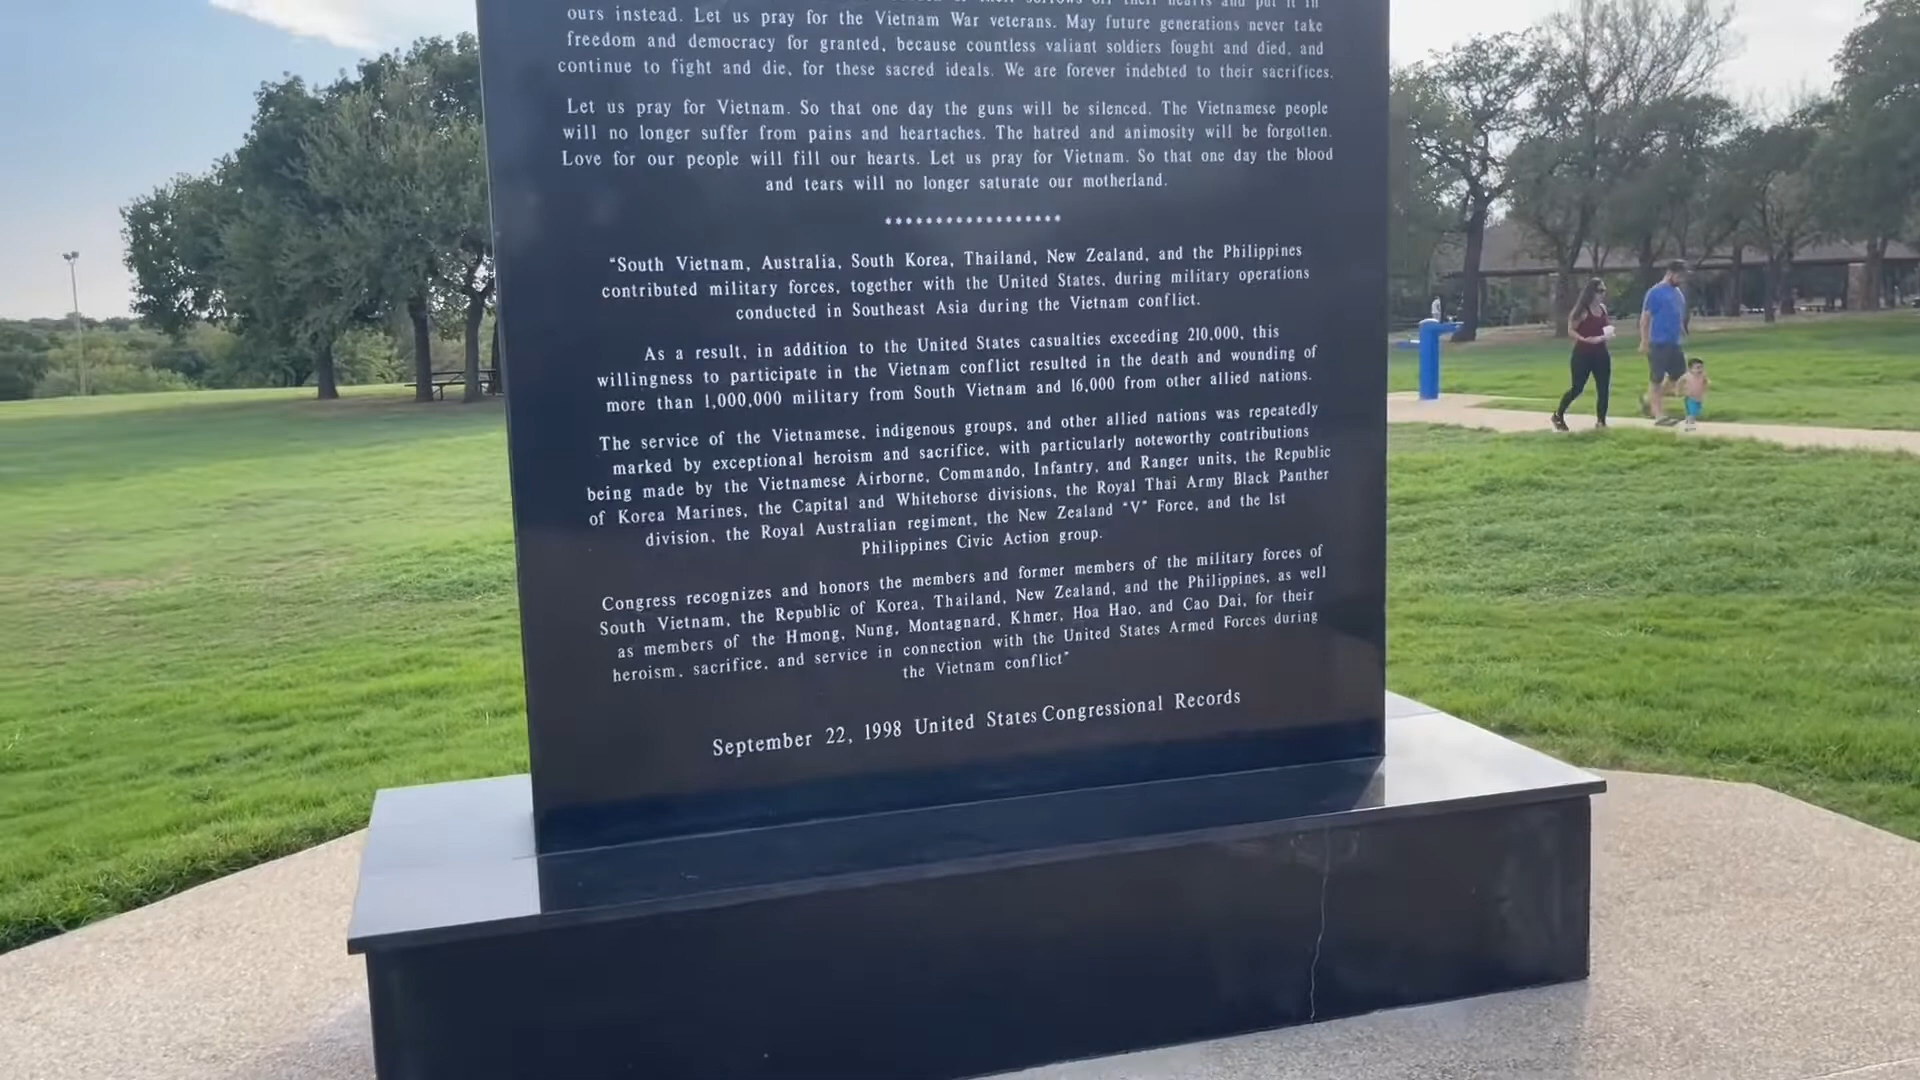 their sorrows off their hearts and put it in
ours instead. Let us pray for the Vietnam War veterans. May future generations never take
freedom and democracy for granted, because countless valiant soldiers fought and died, and
continue to fight and die, for these sacred ideals. We are forever indebted to their sacrifices.
Let us pray for Vietnam. So that one day the guns will be silenced. The Vietnamese people
will no longer suffer from pains and heartaches. The hatred and animosity will be forgotten.
Love for our people will fill our hearts. Let us pray for Vietnam. So that one day the blood
and tears will no longer saturate our motherland.
******************
"South Vietnam, Australia, South Korea, Thailand, New Zealand, and the Philippines
contributed military forces, together with the United States, during military operations
conducted in Southeast Asia during the Vietnam conflict.
As a result, in addition to the United States casualties exceeding 210,000, this
willingness to participate in the Vietnam conflict resulted in the death and wounding of
more than 1,000,000 military from South Vietnam and 16,000 from other allied nations.
The service of the Vietnamese, indigenous groups, and other allied nations was repeatedly
marked by exceptional heroism and sacrifice, with particularly noteworthy contributions
being made by the Vietnamese Airborne, Commando, Infantry, and Ranger units, the Republic
of Korea Marines, the Capital and Whitehorse divisions, the Royal Thai Army Black Panther
division, the Royal Australian regiment, the New Zealand "V" Force, and the 1st
Philippines Civic Action group.
Congress recognizes and honors the members and former members of the military forces of
South Vietnam, the Republic of Korea, Thailand, New Zealand, and the Philippines, as well
as members of the Hmong, Nung, Montagnard, Khmer, Hoa Hao, and Cao Dai, for their
heroism, sacrifice, and service in connection with the United States Armed Forces during
the Vietnam conflict"
September 22, 1998 United States Congressional Records